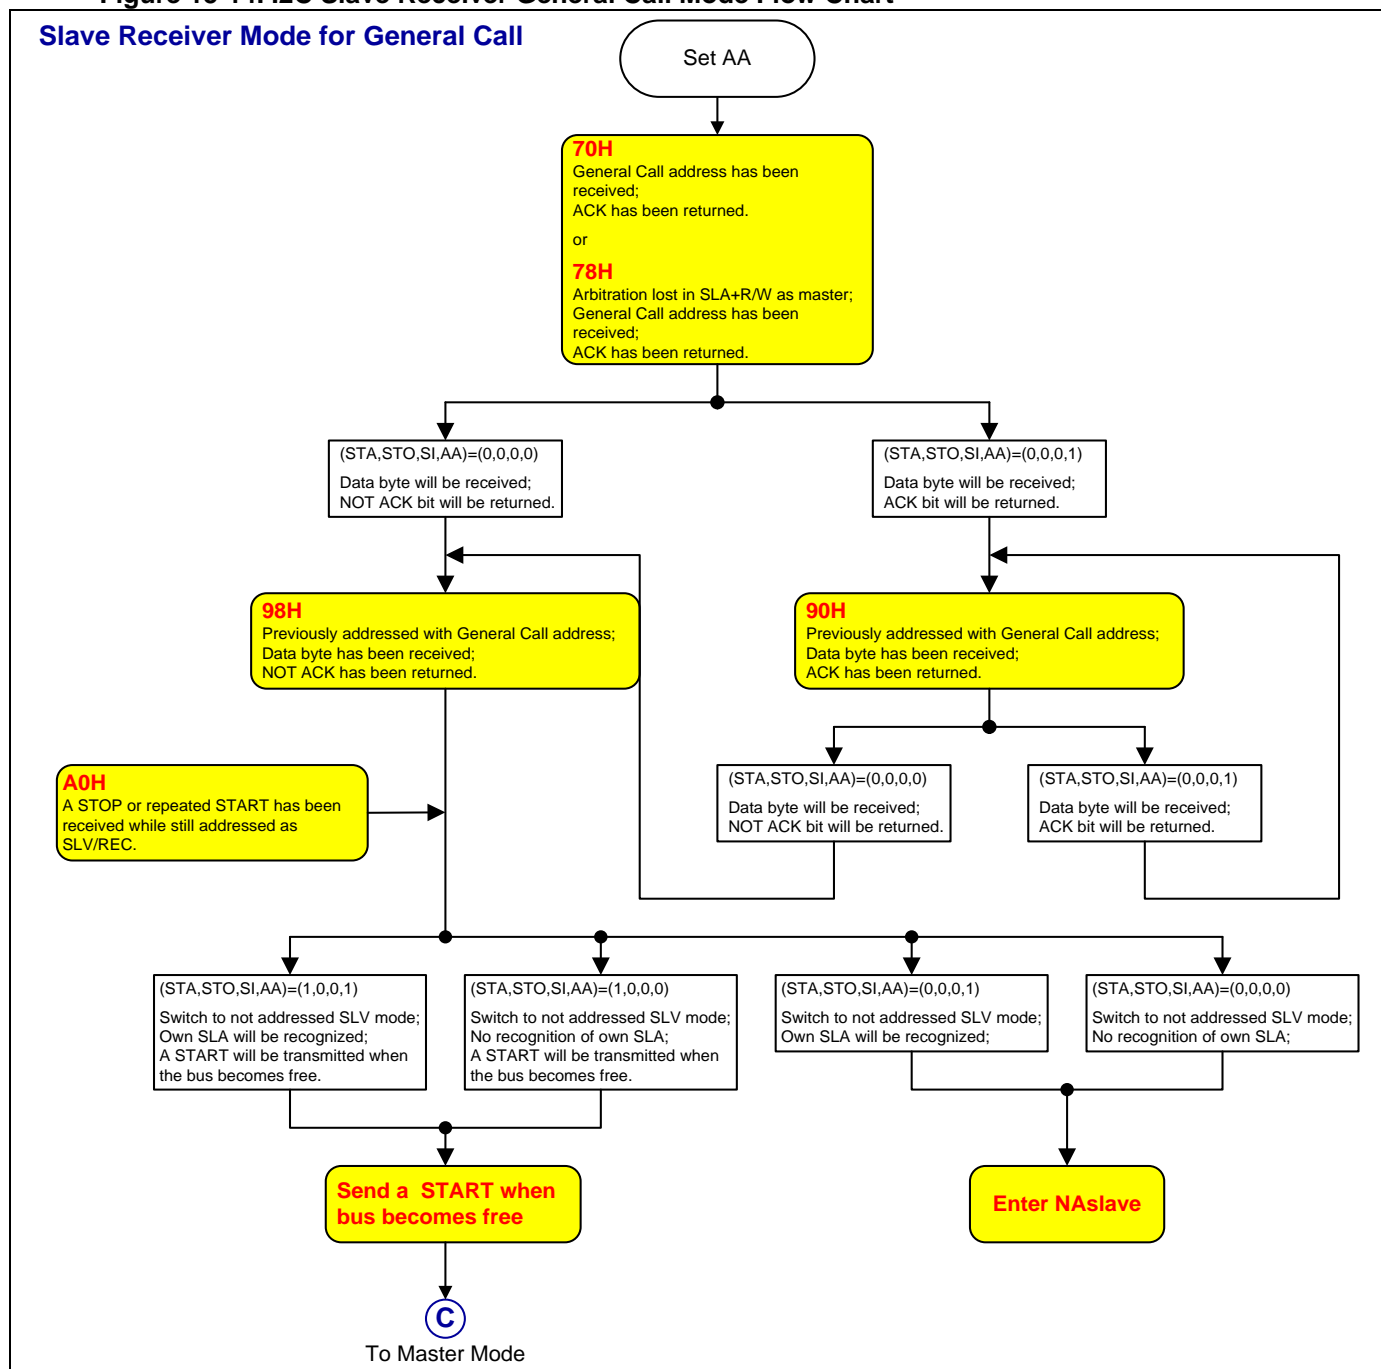 Slave Receiver Mode for General Call
Set AA
70H
General Call address has been
received;
ACK has been returned.
or
78H
Arbitration lost in SLA+R/W as master;
General Call address has been
received;
ACK has been returned.
(STA,STO,SI,AA)=(0,0,0,0)
Data byte will be received;
NOT ACK bit will be returned.
(STA,STO,SI,AA)=(0,0,0,1)
Data byte will be received;
ACK bit will be returned.
98H
Previously addressed with General Call address;
Data byte has been received;
NOT ACK has been returned.
90H
Previously addressed with General Call address;
Data byte has been received;
ACK has been returned.
A0H
A STOP or repeated START has been
received while still addressed as
SLV/REC.
(STA,STO,SI,AA)=(0,0,0,0)
Data byte will be received;
NOT ACK bit will be returned.
(STA,STO,SI,AA)=(0,0,0,1)
Data byte will be received;
ACK bit will be returned.
(STA,STO,SI,AA)=(1,0,0,1)
Switch to not addressed SLV mode;
Own SLA will be recognized;
A START will be transmitted when
the bus becomes free.
(STA,STO,SI,AA)=(1,0,0,0)
Switch to not addressed SLV mode;
No recognition of own SLA;
A START will be transmitted when
the bus becomes free.
(STA,STO,SI,AA)=(0,0,0,1)
Switch to not addressed SLV mode;
Own SLA will be recognized;
(STA,STO,SI,AA)=(0,0,0,0)
Switch to not addressed SLV mode;
No recognition of own SLA;
Send a START when
bus becomes free
Enter NAslave
C
To Master Mode